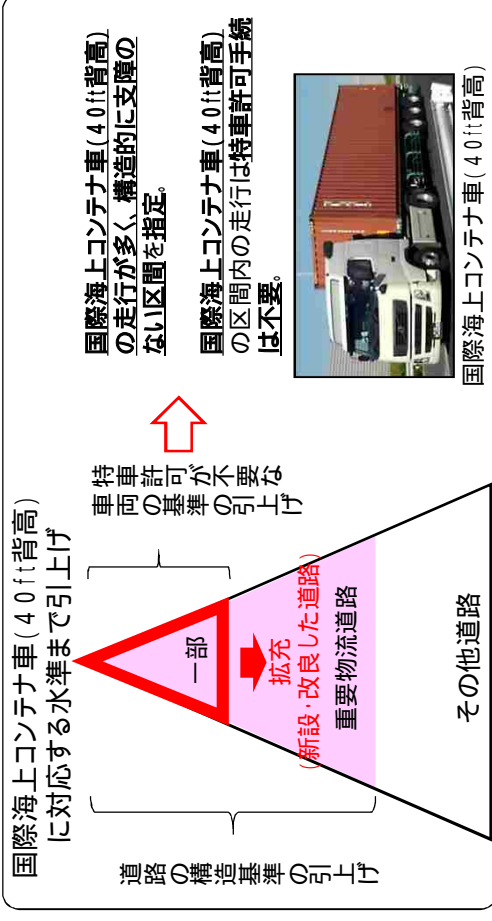 国際海上コンテナ車(40ft背高)
に対応する水準まで引上げ
道路の構造基準の引上げ
特車許可が不要な
車両の基準の引上げ
一部
拡充
(新設・改良した道路)
重要物流道路
その他道路
国際海上コンテナ車(40ft背高)
の走行が多く、構造的に支障の
ない区間を指定。
国際海上コンテナ車(40ft背高)
の区間内の走行は特車許可手続
は不要。
国際海上コンテナ車(40ft背高)